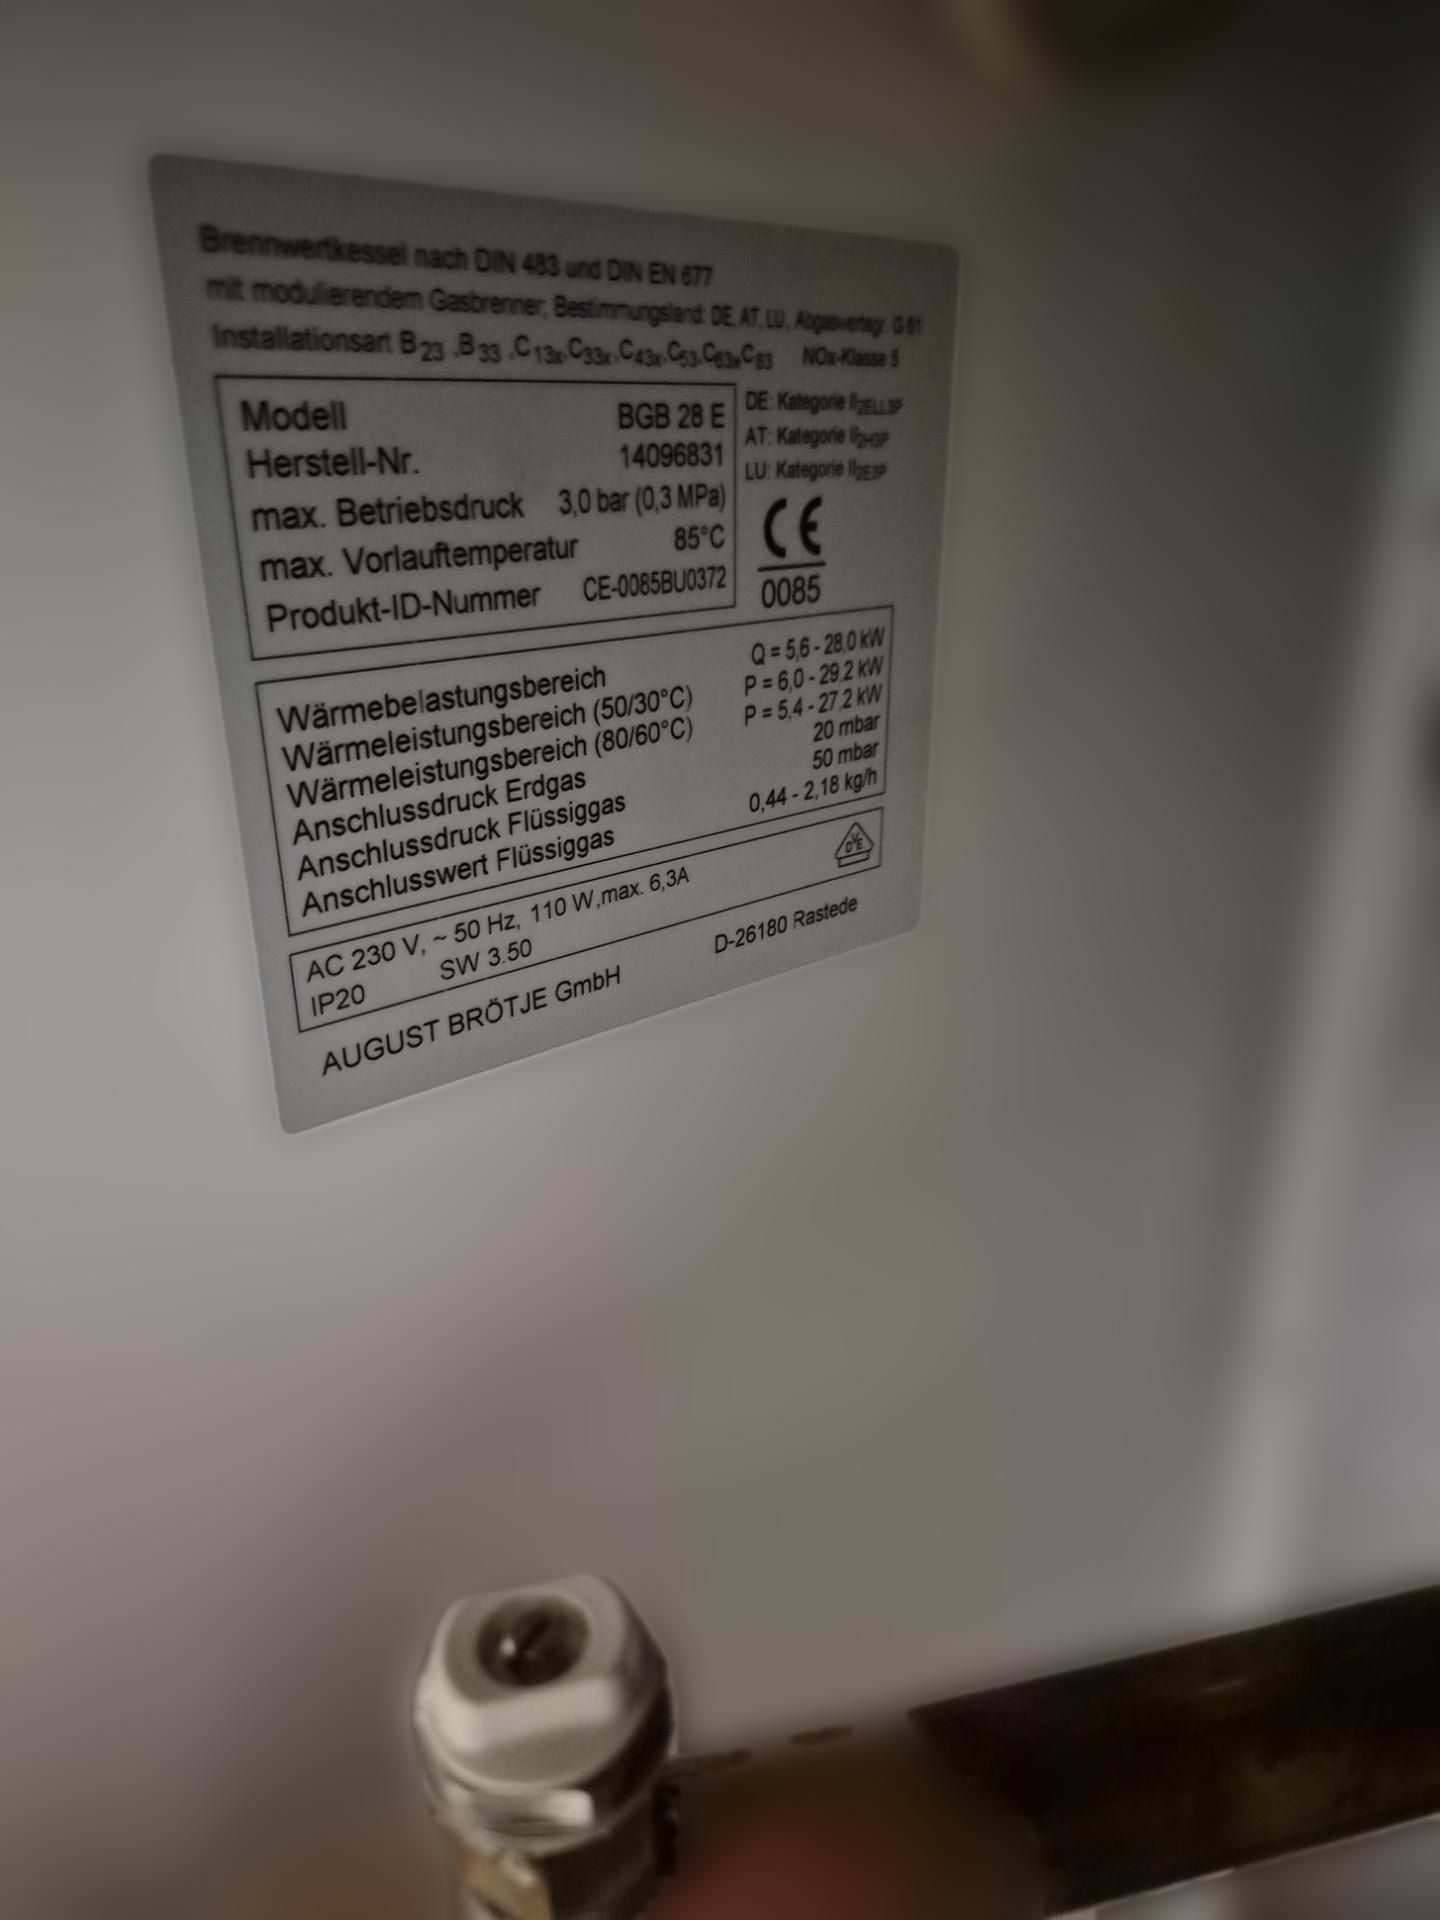 Brennwertkessel nach DIN 483 und DIN EN 677
mit modulierendem Gasbrenner, Bestimmungsland: DE, AT, LU, Abgaswertegr. G 61
Installationsart B23 ,B33 ,C13x,C33x,C43x,C53,C63x,C83 NOx-Klasse 5
Modell BGB 28 E
Herstell-Nr. 14096831
max. Betriebsdruck 3,0 bar (0,3 MPa)
max. Vorlauftemperatur 85°C
Produkt-ID-Nummer CE-0085BU0372
DE: Kategorie II2ELL3P
AT: Kategorie II2H3P
LU: Kategorie II2E3P
CE
0085
Wärmebelastungsbereich Q = 5,6 - 28,0 kW
Wärmeleistungsbereich (50/30°C) P = 6,0 - 29,2 kW
Wärmeleistungsbereich (80/60°C) P = 5,4 - 27,2 kW
Anschlussdruck Erdgas 20 mbar
Anschlussdruck Flüssiggas 50 mbar
Anschlusswert Flüssiggas 0,44 - 2,18 kg/h
AC 230 V, ~ 50 Hz, 110 W,max. 6,3A
IP20 SW 3.50
DVE
AUGUST BRÖTJE GmbH D-26180 Rastede